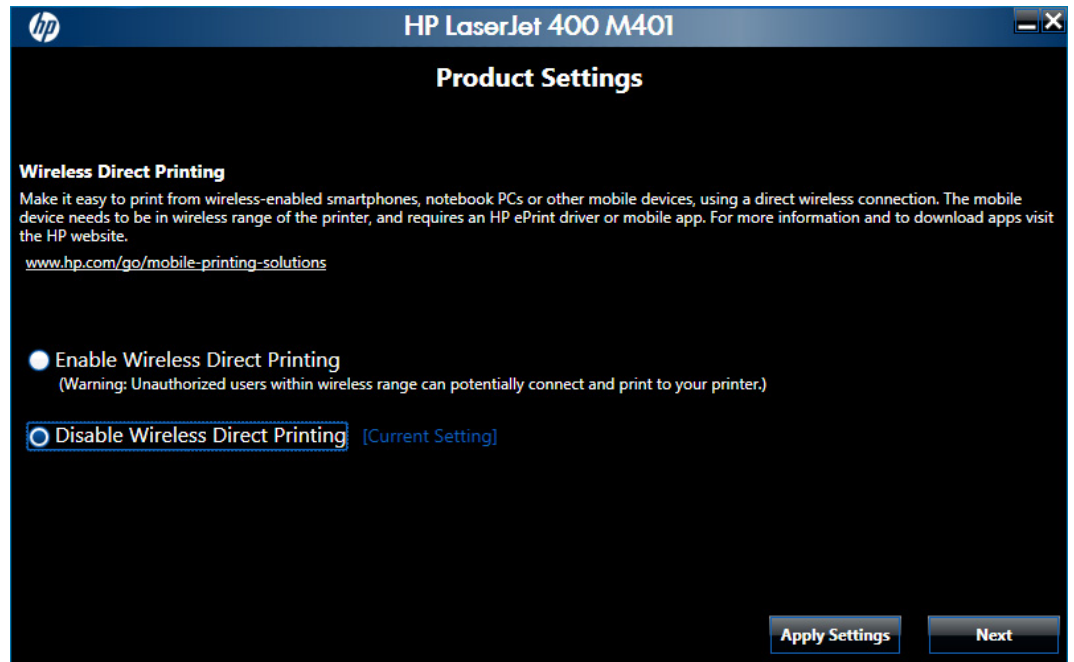 hp
HP LaserJet 400 M401
Product Settings
Wireless Direct Printing
Make it easy to print from wireless-enabled smartphones, notebook PCs or other mobile devices, using a direct wireless connection. The mobile
device needs to be in wireless range of the printer, and requires an HP ePrint driver or mobile app. For more information and to download apps visit
the HP website.
www.hp.com/go/mobile-printing-solutions
Enable Wireless Direct Printing
(Warning: Unauthorized users within wireless range can potentially connect and print to your printer.)
Disable Wireless Direct Printing [Current Setting]
Apply Settings Next